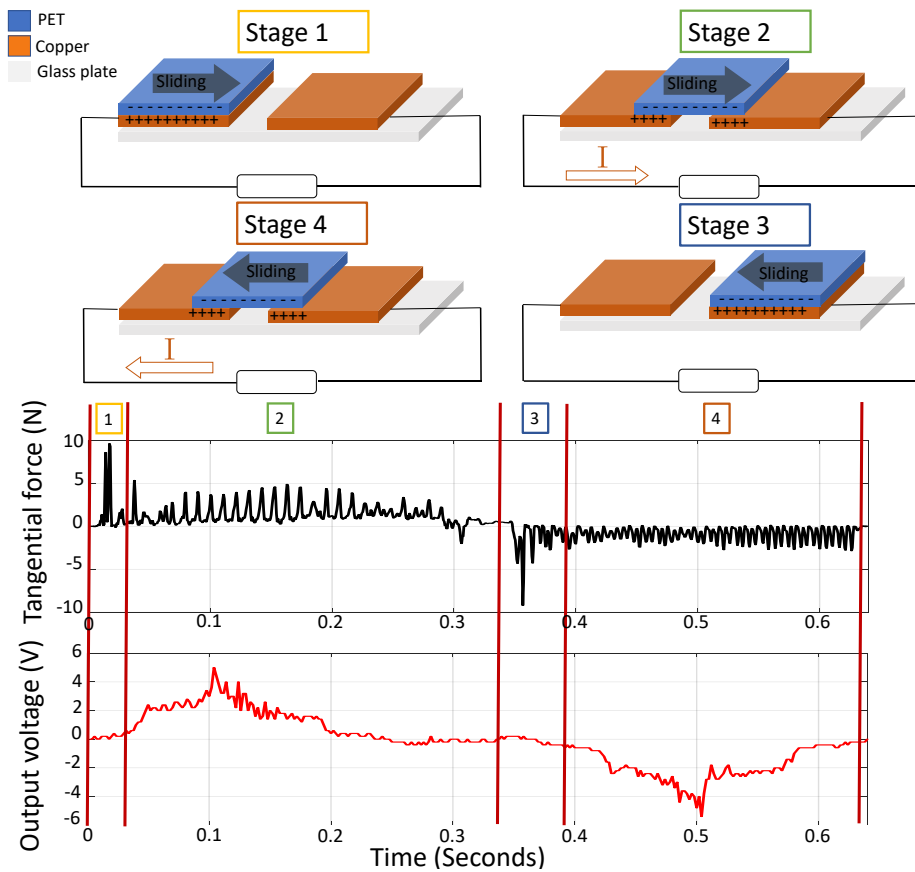 PET
Copper
Glass plate
Stage 1
Sliding
- - - - - - - - - -
++++++++++
Stage 2
Sliding
- - - - - - - - - -
++++ ++++
I
Stage 4
Sliding
- - - - - - - - - -
++++ ++++
I
Stage 3
Sliding
- - - - - - - - - -
++++++++++
1 2 3 4
Tangential force (N)
10
5
0
-5
-10
0 0.1 0.2 0.3 0.4 0.5 0.6
Output voltage (V)
6
4
2
0
-2
-4
-6
0 0.1 0.2 0.3 0.4 0.5 0.6
Time (Seconds)